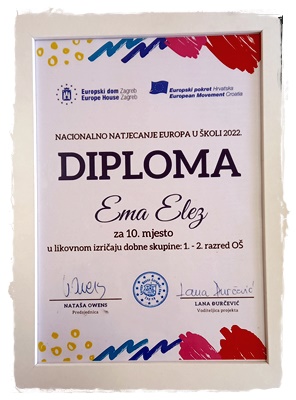 Europski dom Zagreb
Europe House Zagreb
Europski pokret Hrvatska
European Movement Croatia
NACIONALNO NATJECANJE EUROPA U ŠKOLI 2022.
DIPLOMA
Ema Elez
za 10. mjesto
u likovnom izričaju dobne skupine: 1. - 2. razred OŠ
NATAŠA OWENS
Predsjednica
Lana Đurčević
LANA ĐURČEVIĆ
Voditeljica projekta